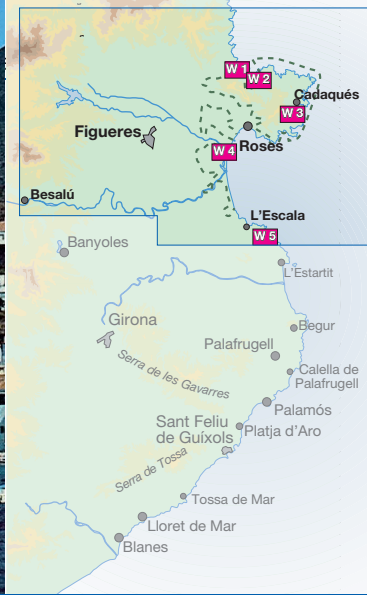 W 1
W 2
Cadaqués
W 3
Figueres
Roses
W 4
Besalú
L'Escala
W 5
Banyoles
L'Estartit
Girona
Begur
Palafrugell
Serra de les Gavarres
Calella de
Palafrugell
Palamós
Sant Feliu
de Guíxols
Platja d'Aro
Serra de Tossa
Tossa de Mar
Lloret de Mar
Blanes